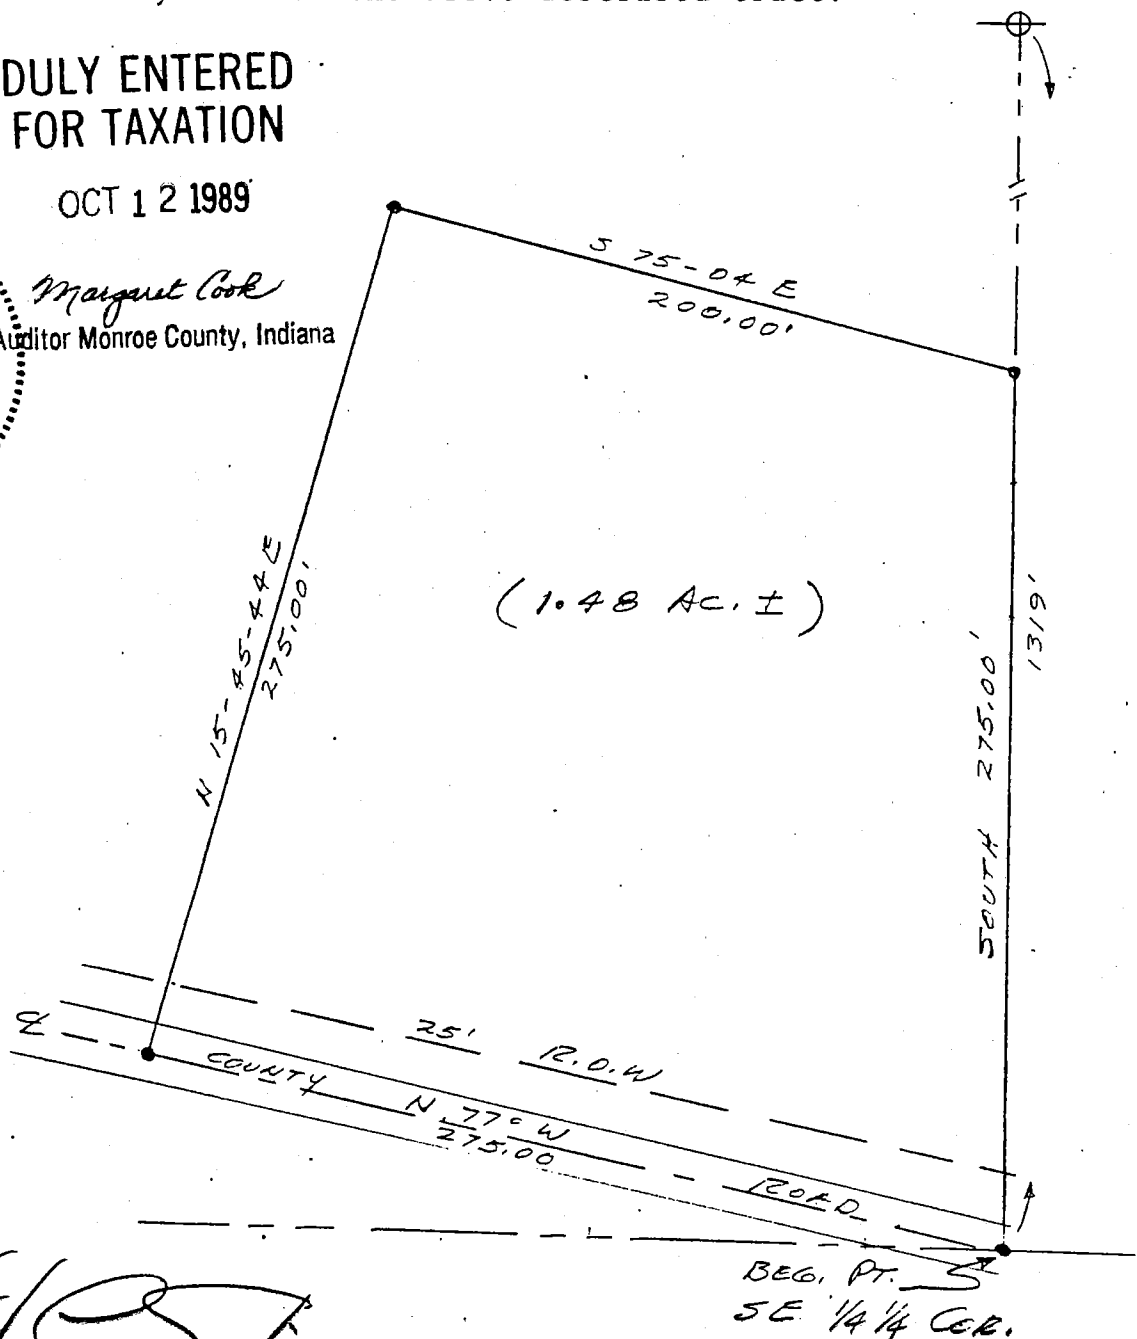 DULY ENTERED
FOR TAXATION
OCT 1 2 1989
Margaret Cook
Auditor Monroe County, Indiana
S 75-04 E
200.00'
N 15-45-44 E
275.00'
(1.48 AC. ±)
SOUTH 275.00'
1319'
25' R.O.W
℄
COUNTY ROAD
N 77° W
275.00
BEG. PT.
SE 1/4 1/4 COR.